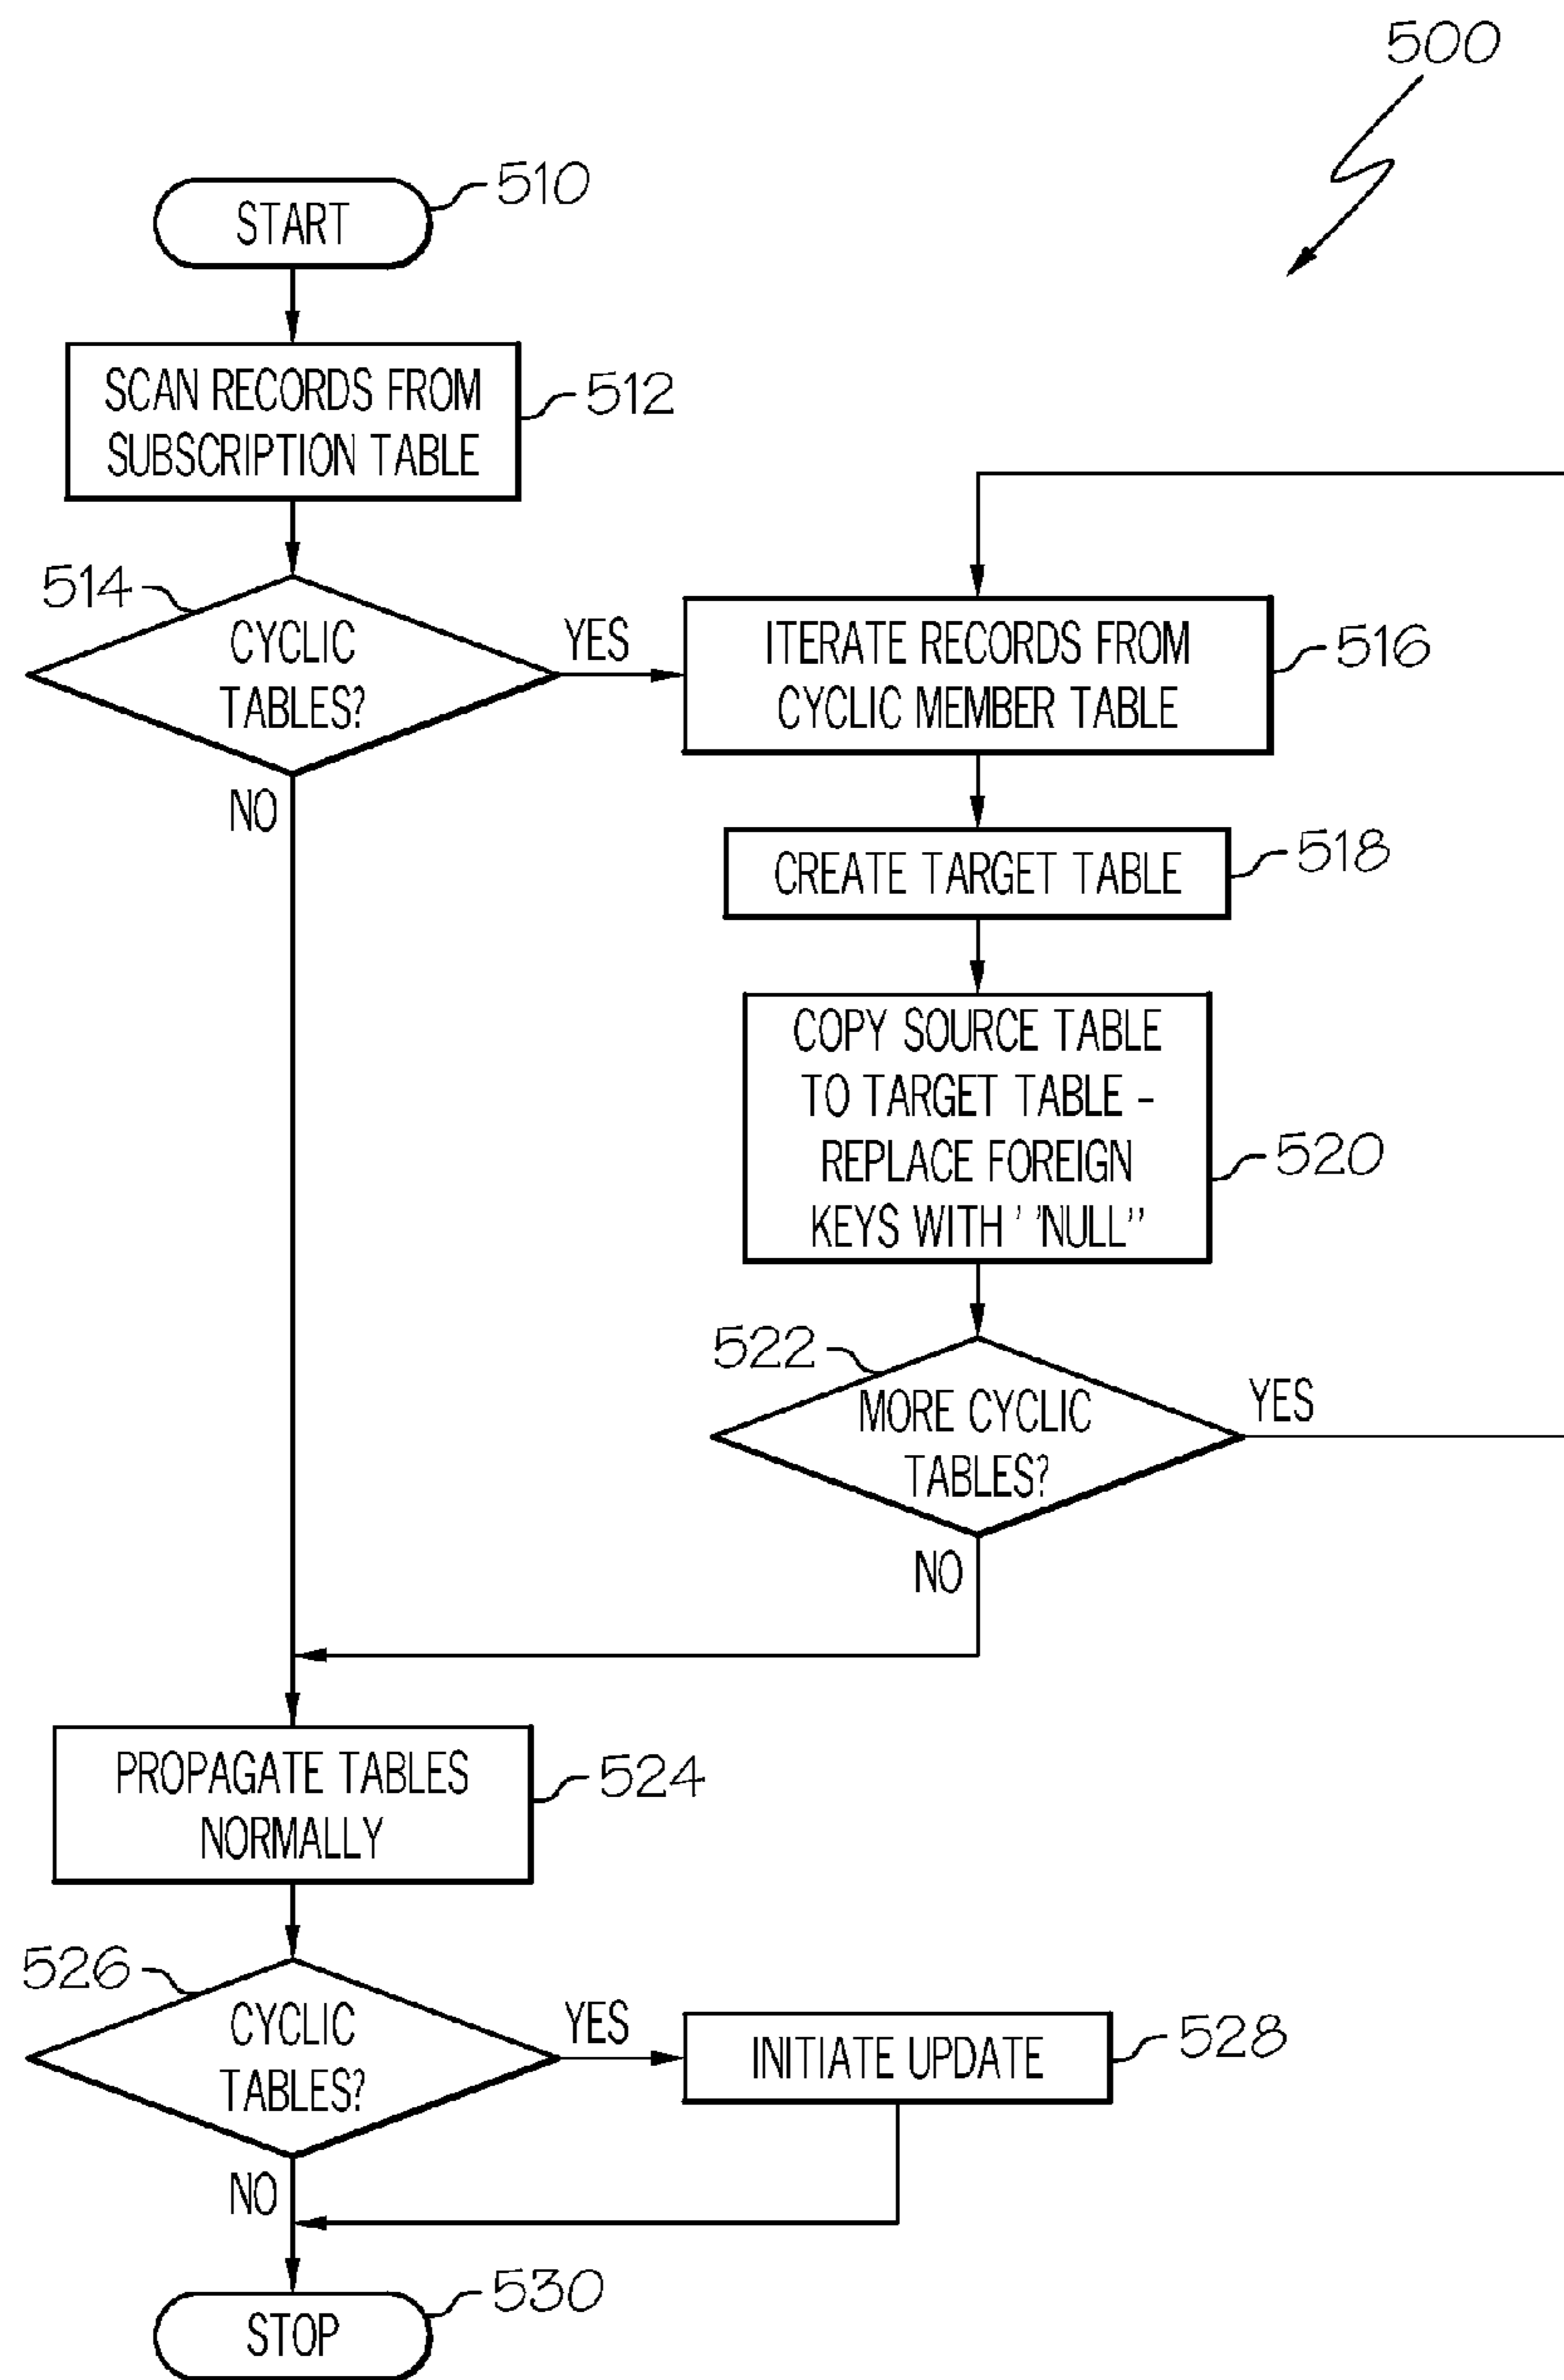 500
START
510
SCAN RECORDS FROM
SUBSCRIPTION TABLE
512
514
CYCLIC
TABLES?
YES
NO
ITERATE RECORDS FROM
CYCLIC MEMBER TABLE
516
CREATE TARGET TABLE
518
COPY SOURCE TABLE
TO TARGET TABLE -
REPLACE FOREIGN
KEYS WITH ' 'NULL''
520
522
MORE CYCLIC
TABLES?
YES
NO
PROPAGATE TABLES
NORMALLY
524
526
CYCLIC
TABLES?
YES
NO
INITIATE UPDATE
528
STOP
530